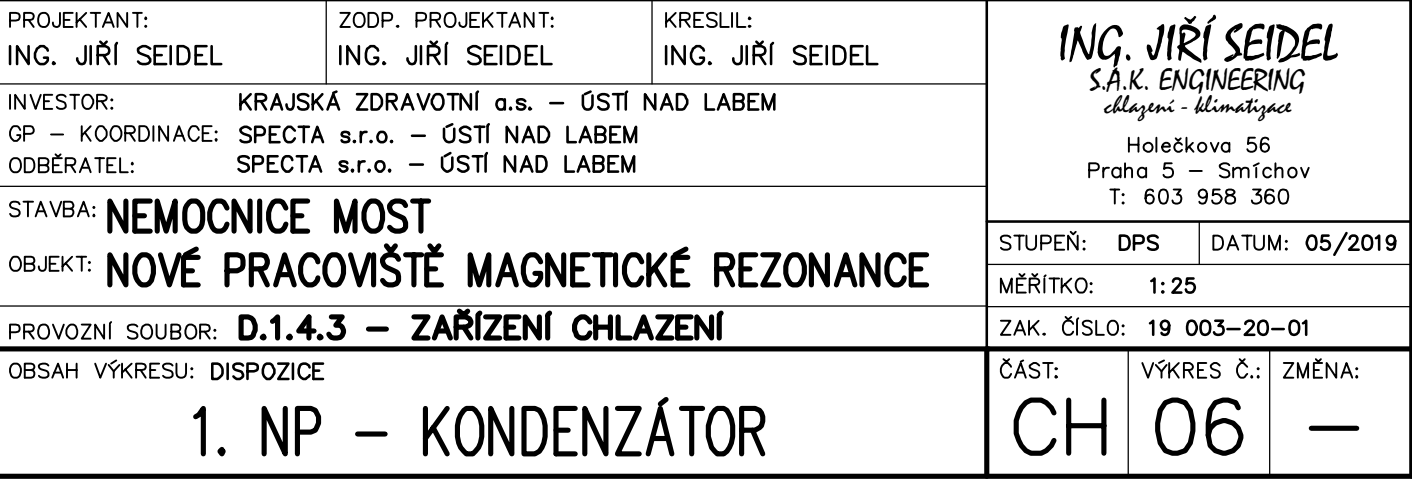 PROJEKTANT: ZODP. PROJEKTANT: KRESLIL:
ING. JIŘÍ SEIDEL ING. JIŘÍ SEIDEL ING. JIŘÍ SEIDEL
INVESTOR: KRAJSKÁ ZDRAVOTNÍ a.s. – ÚSTÍ NAD LABEM
GP – KOORDINACE: SPECTA s.r.o. – ÚSTÍ NAD LABEM
ODBĚRATEL: SPECTA s.r.o. – ÚSTÍ NAD LABEM
STAVBA: NEMOCNICE MOST
OBJEKT: NOVÉ PRACOVIŠTĚ MAGNETICKÉ REZONANCE
PROVOZNÍ SOUBOR: D.1.4.3 – ZAŘÍZENÍ CHLAZENÍ
ING. JIŘÍ SEIDEL
S.A.K. ENGINEERING
chlazení - klimatizace
Holečkova 56
Praha 5 – Smíchov
T: 603 958 360
STUPEŇ: DPS DATUM: 05/2019
MĚŘÍTKO: 1:25
ZAK. ČÍSLO: 19 003–20–01
OBSAH VÝKRESU: DISPOZICE
1. NP – KONDENZÁTOR
ČÁST: VÝKRES Č.: ZMĚNA:
CH 06 –